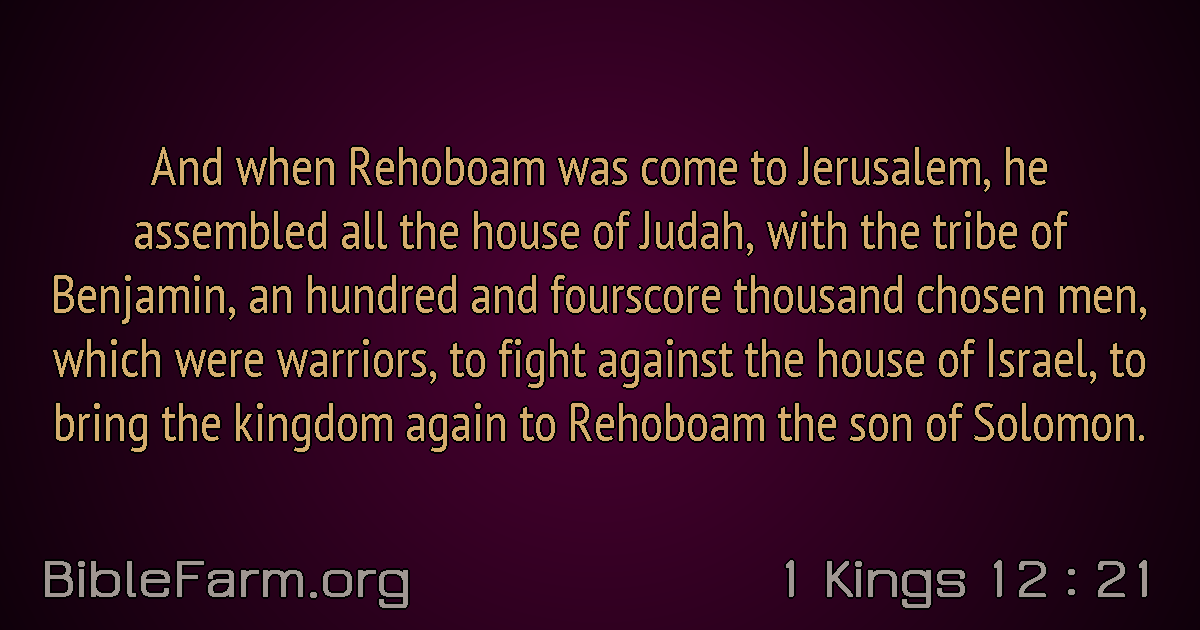 And when Rehoboam was come to Jerusalem, he
assembled all the house of Judah, with the tribe of
Benjamin, an hundred and fourscore thousand chosen men,
which were warriors, to fight against the house of Israel, to
bring the kingdom again to Rehoboam the son of Solomon.
BibleFarm.org
1 Kings 12 : 21